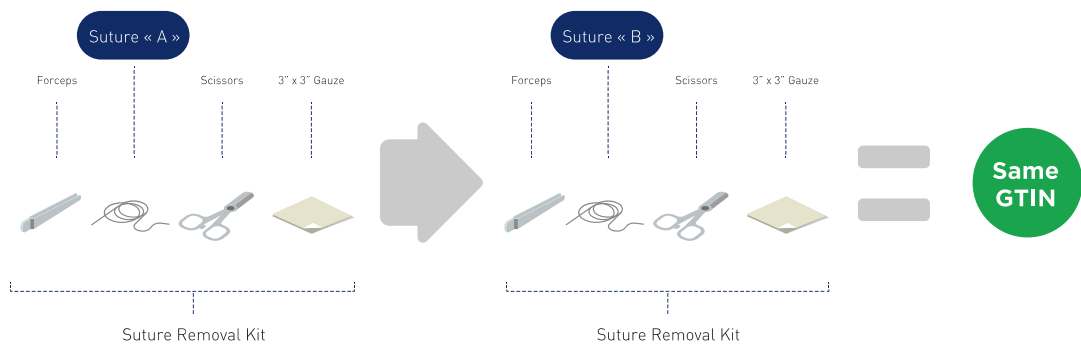 Suture « A »
Forceps
Scissors
3” x 3” Gauze
Suture Removal Kit
Suture « B »
Forceps
Scissors
3” x 3” Gauze
Suture Removal Kit
Same
GTIN